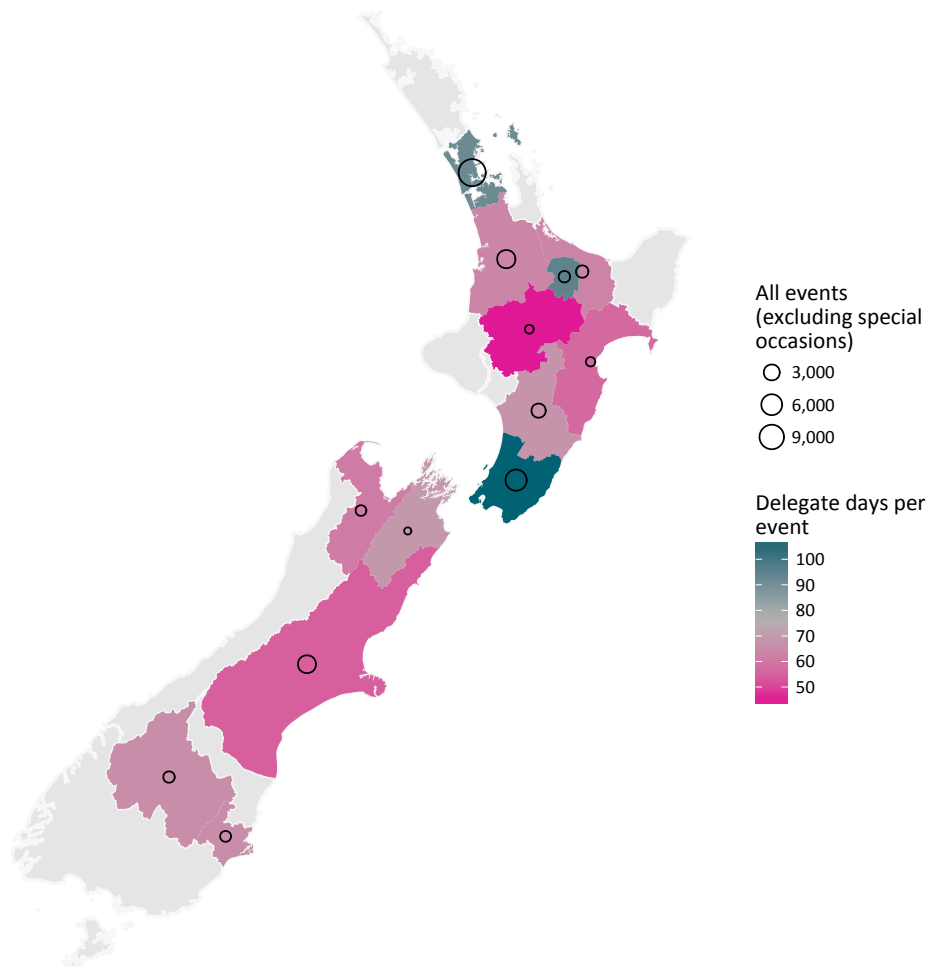 All events
(excluding special
occasions)
3,000
6,000
9,000
Delegate days per
event
100
90
80
70
60
50